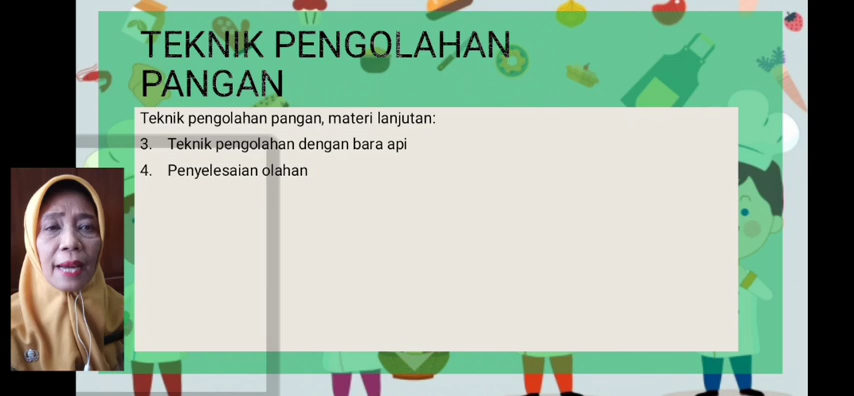 TEKNIK PENGOLAHAN
PANGAN
Teknik pengolahan pangan, materi lanjutan:
3. Teknik pengolahan dengan bara api
4. Penyelesaian olahan